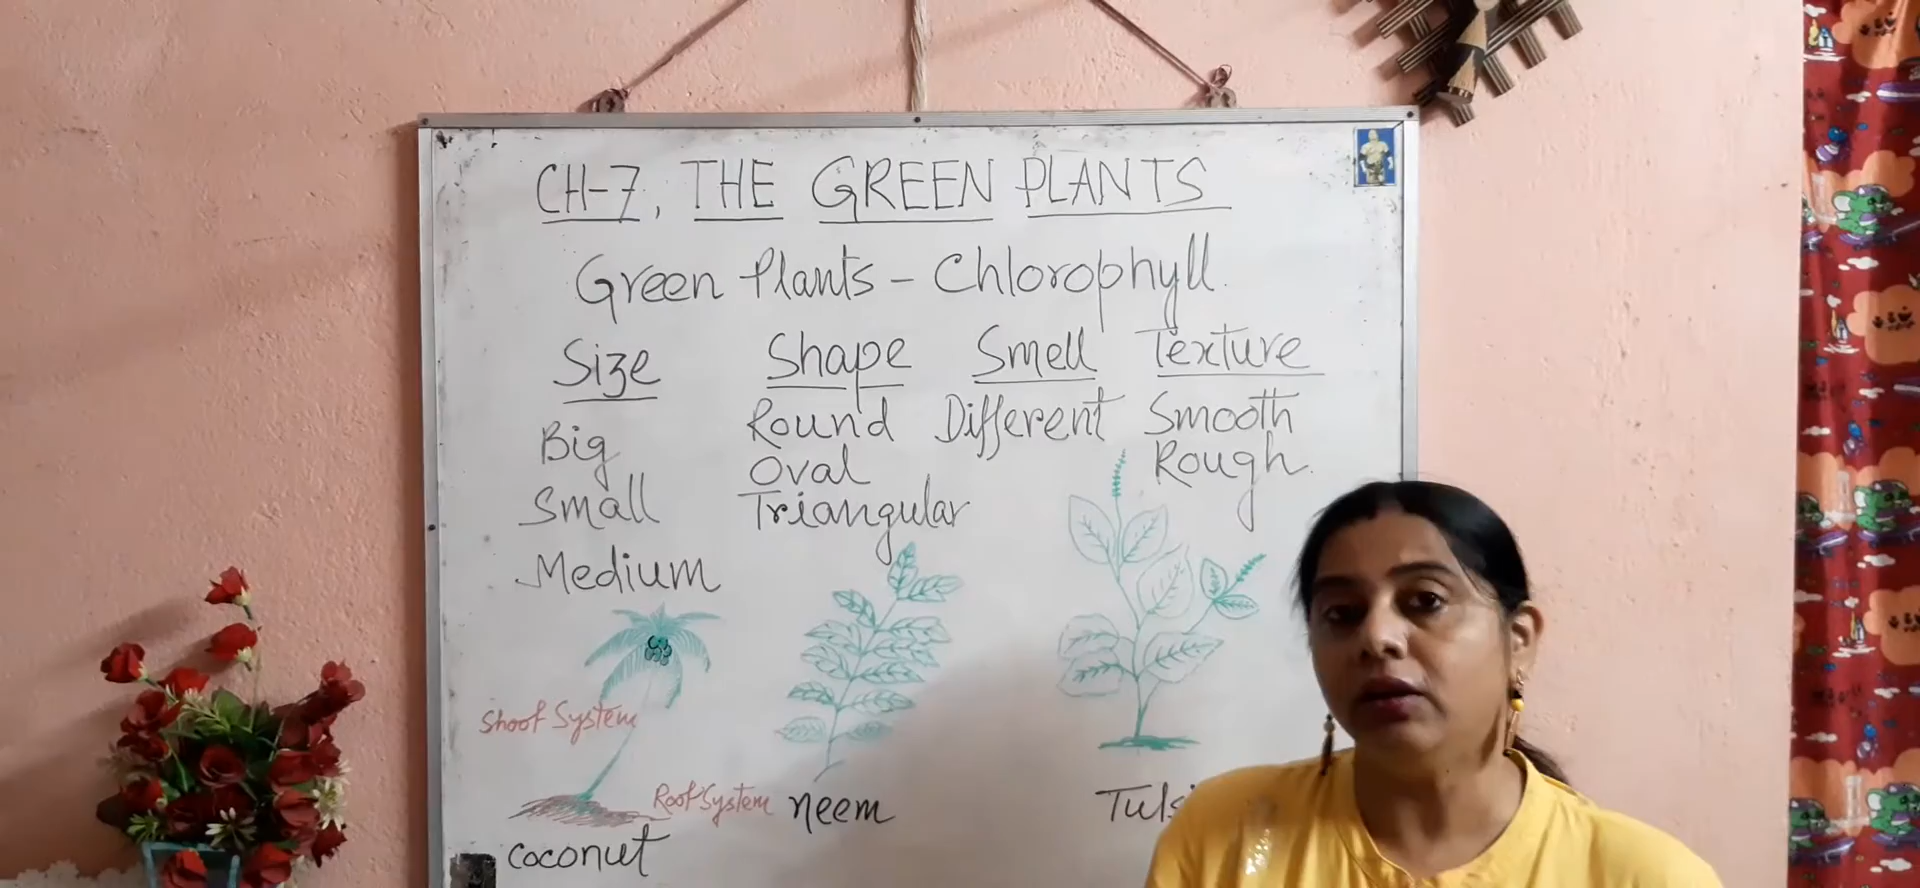 CH-7, THE GREEN PLANTS
Green Plants - Chlorophyll.
Size Shape Smell Texture
Big Round Different Smooth
Small Oval Rough.
Medium Triangular
Shoot System
Root System
coconut neem Tulsi